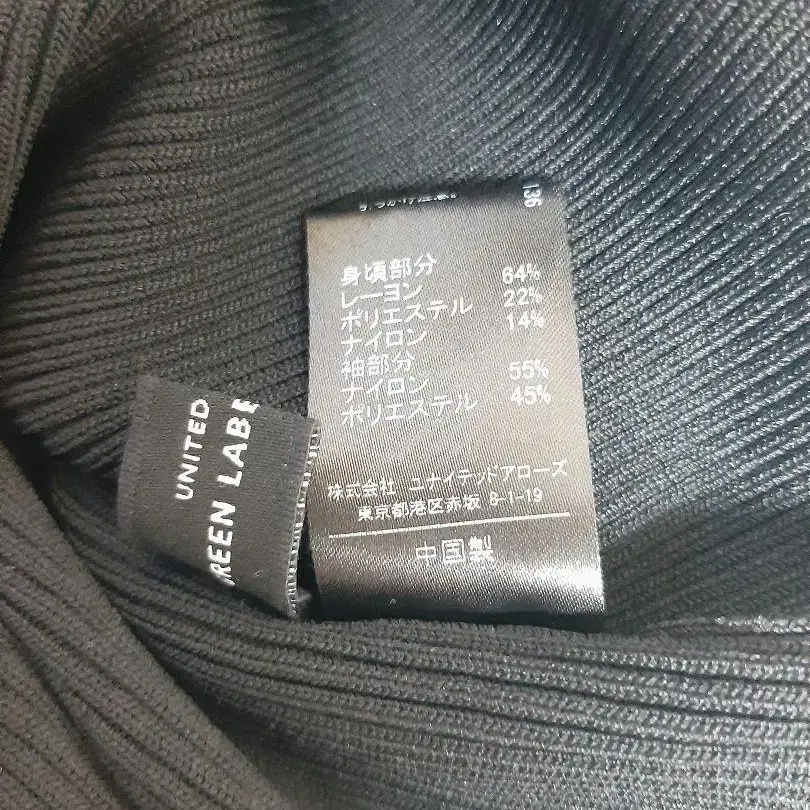 136
身頃部分
レーヨン 64%
ポリエステル 22%
ナイロン 14%
袖部分
ナイロン 55%
ポリエステル 45%
株式会社 ユナイテッドアローズ
東京都港区赤坂 8-1-19
中国製
UNITED
GREEN LABE